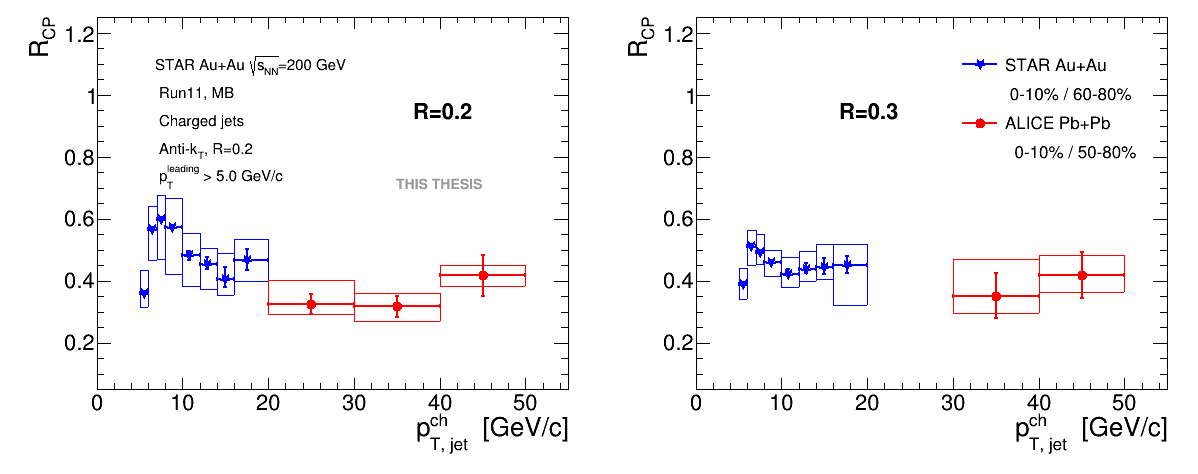 R_CP
1.2
1
0.8
0.6
0.4
0.2
0 10 20 30 40 50
p^ch_T, jet [GeV/c]
STAR Au+Au √s_NN=200 GeV
Run11, MB
Charged jets
Anti-k_T, R=0.2
p_T^leading > 5.0 GeV/c
R=0.2
THIS THESIS
R_CP
1.2
1
0.8
0.6
0.4
0.2
0 10 20 30 40 50
p^ch_T, jet [GeV/c]
R=0.3
STAR Au+Au
0-10% / 60-80%
ALICE Pb+Pb
0-10% / 50-80%